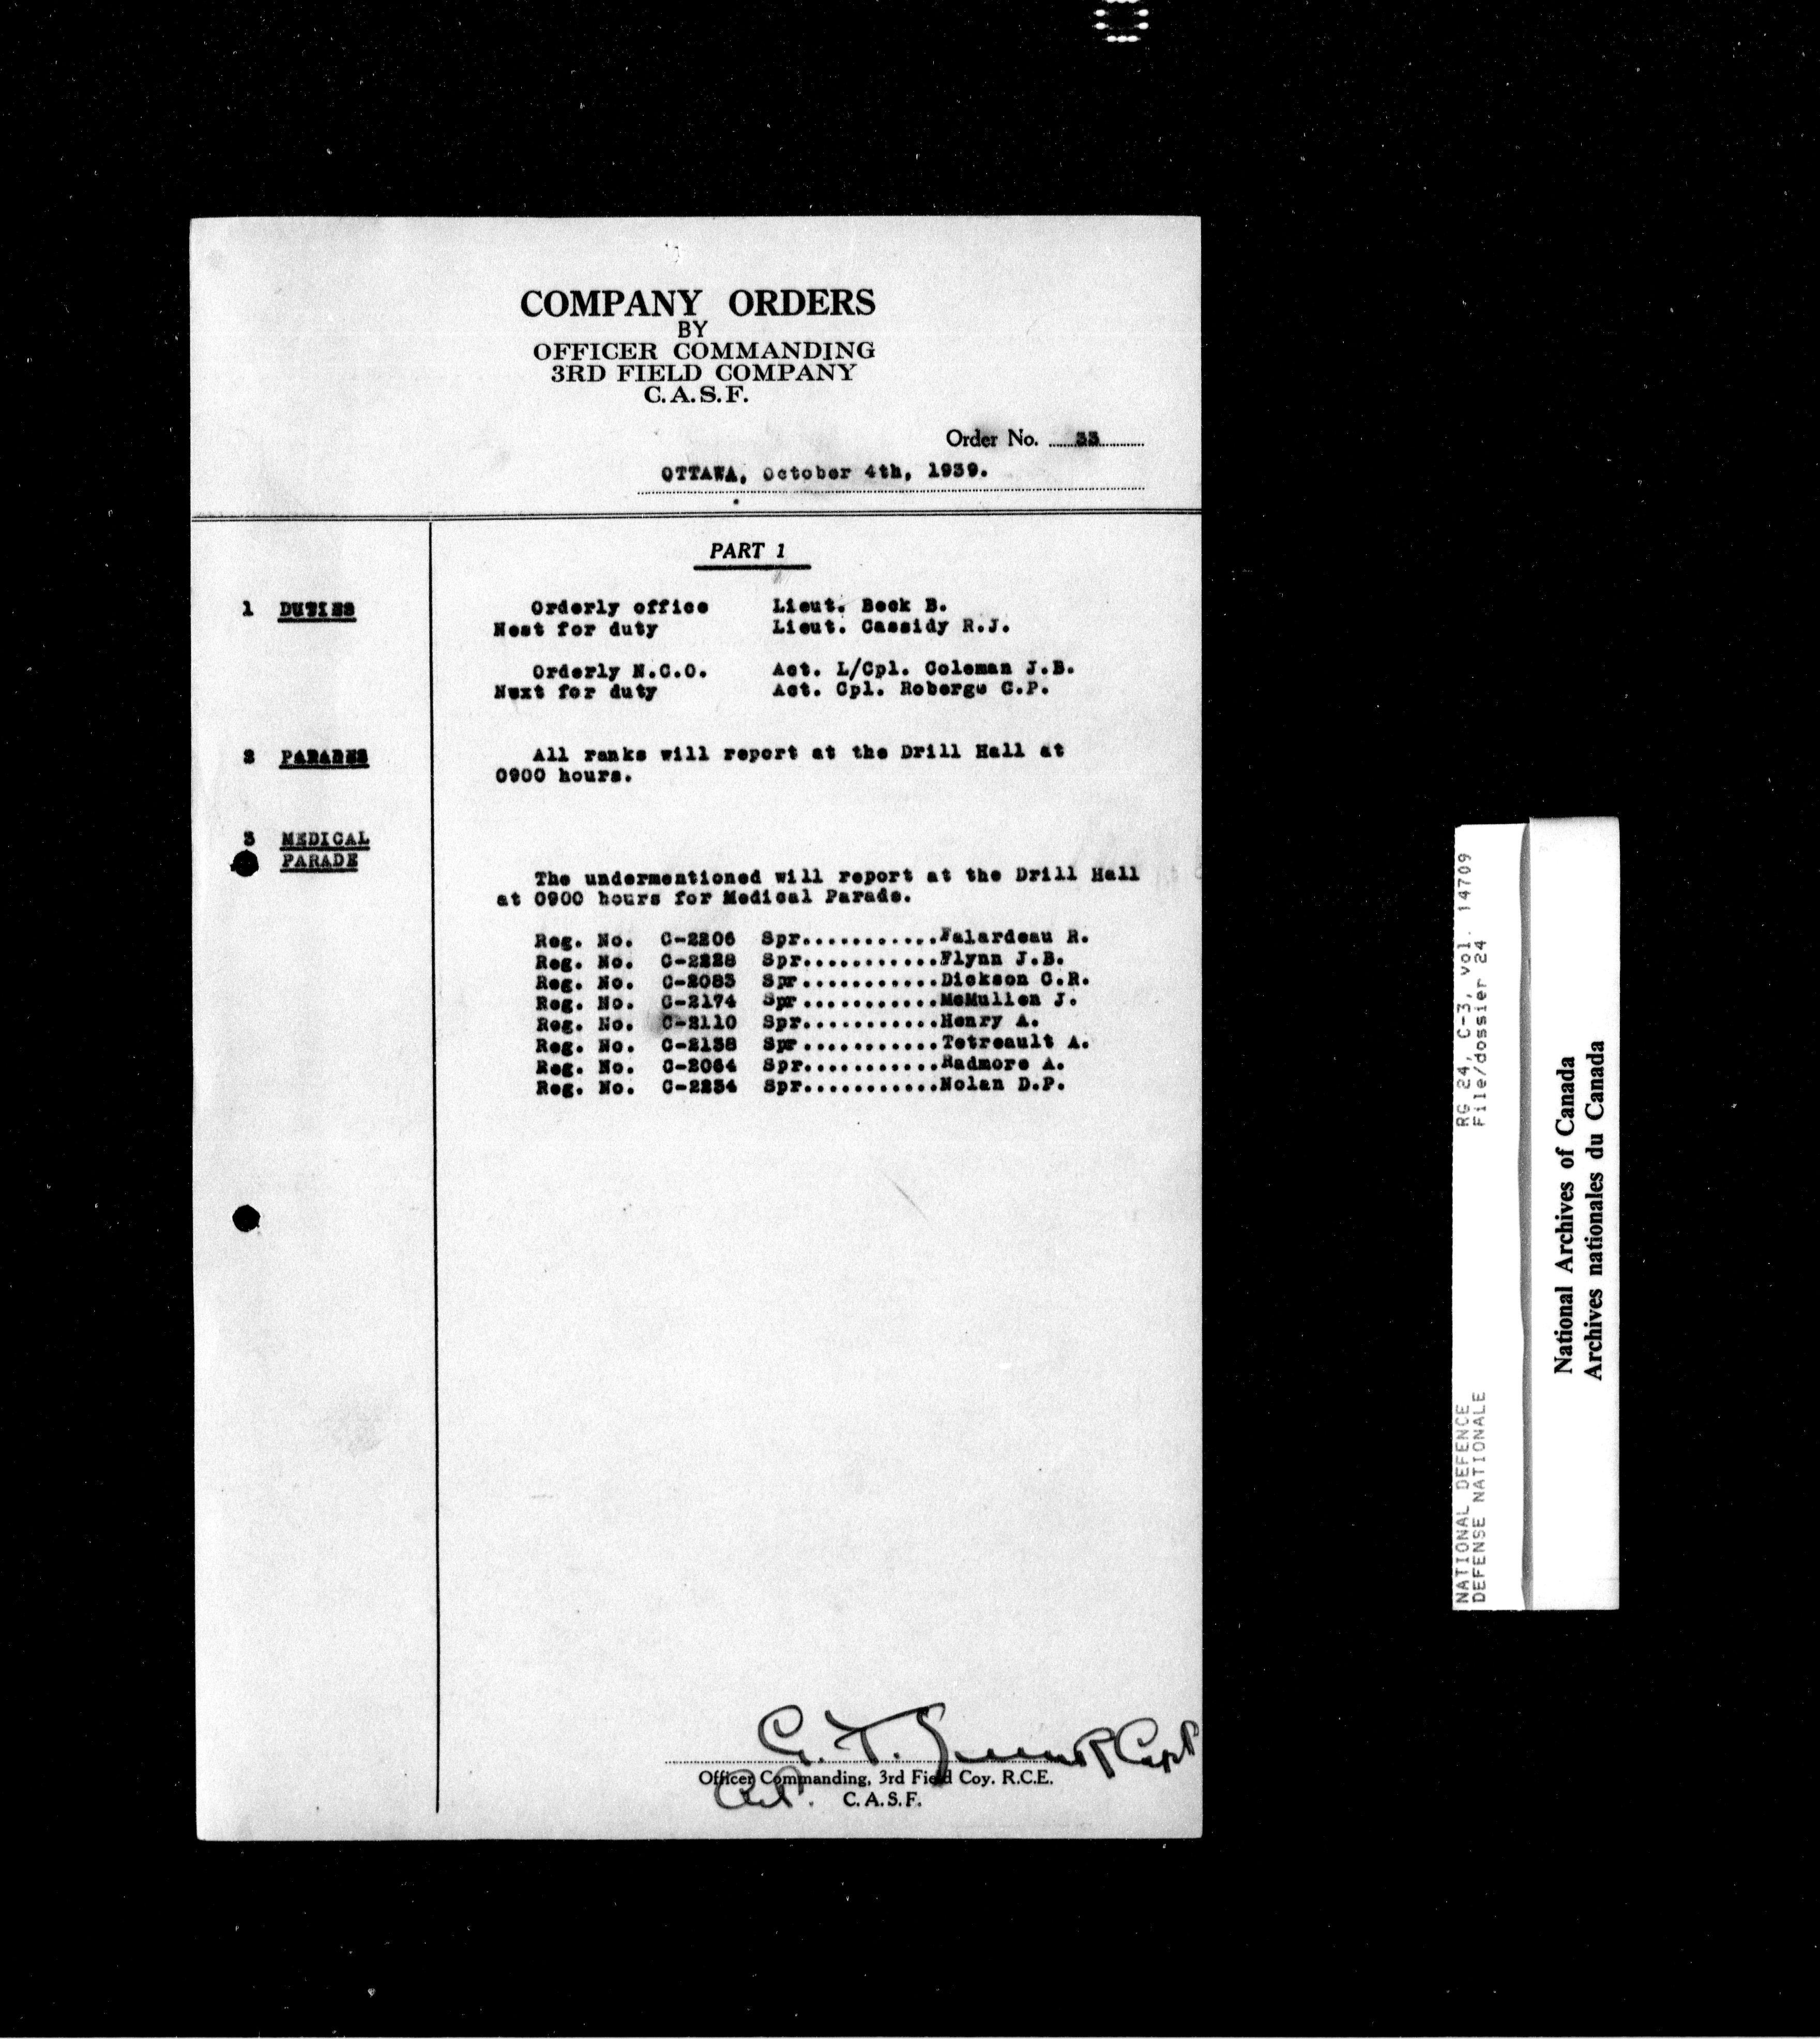 COMPANY ORDERS
BY
OFFICER COMMANDING
3RD FIELD COMPANY
C.A.S.F.
Order No. 33
OTTAWA, October 4th, 1939.
PART 1
1 DUTIES Orderly office Lieut. Beck B.
Next for duty Lieut. Cassidy R.J.
Orderly N.C.O. Act. L/Cpl. Coleman J.B.
Next for duty Act. Cpl. Roberge C.P.
2 PARADES All ranks will report at the Drill Hall at
0900 hours.
3 MEDICAL
PARADE
The undermentioned will report at the Drill Hall
at 0900 hours for Medical Parade.
Reg. No. C-2206 Spr...........Falardeau R.
Reg. No. C-2228 Spr...........Flynn J.B.
Reg. No. C-2083 Spr...........Dickson C.R.
Reg. No. C-2174 Spr...........McMullen J.
Reg. No. C-2110 Spr...........Henry A.
Reg. No. C-2138 Spr...........Tetreault A.
Reg. No. C-2064 Spr...........Radmore A.
Reg. No. C-2234 Spr...........Nolan D.P.
Capt
Officer Commanding, 3rd Field Coy. R.C.E.
Act. C.A.S.F.
NATIONAL DEFENCE RG 24, C-3, vol. 14709
DEFENSE NATIONALE File/dossier 24
National Archives of Canada
Archives nationales du Canada